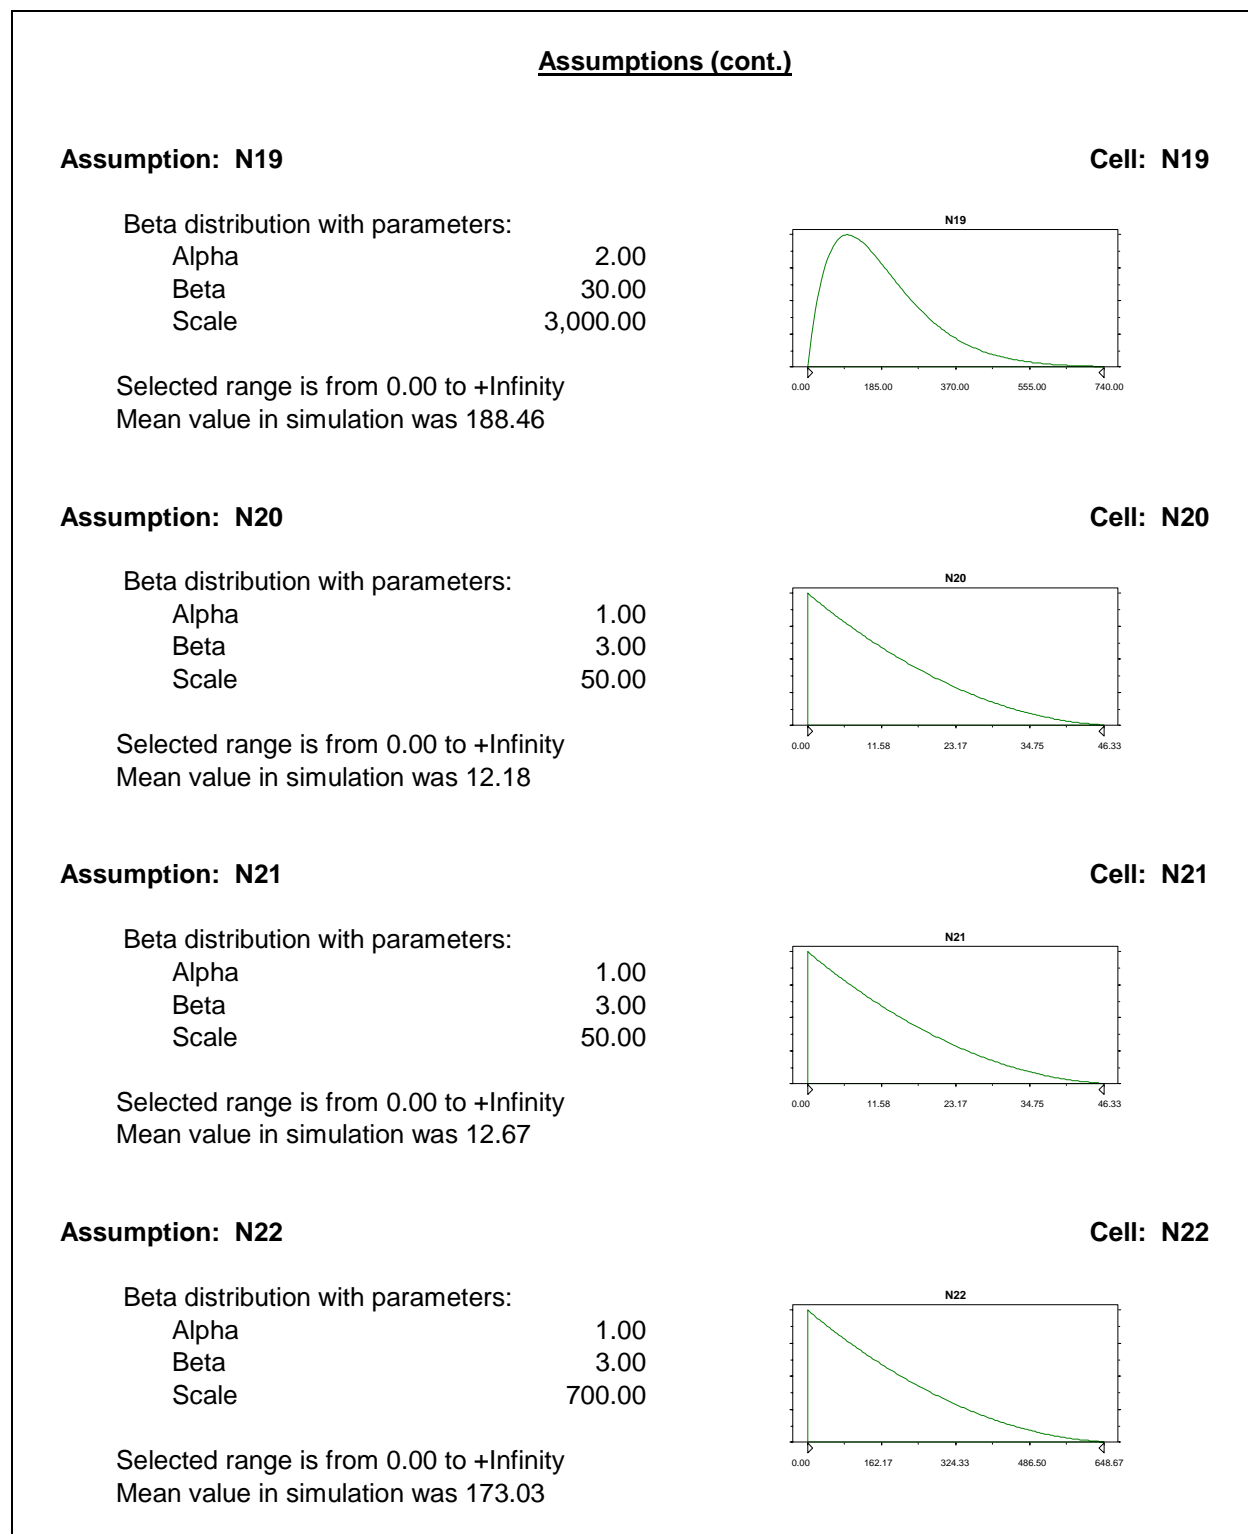 Assumptions (cont.)
Assumption: N19 Cell: N19
Beta distribution with parameters:
Alpha 2.00
Beta 30.00
Scale 3,000.00
Selected range is from 0.00 to +Infinity
Mean value in simulation was 188.46
N19
0.00 185.00 370.00 555.00 740.00
Assumption: N20 Cell: N20
Beta distribution with parameters:
Alpha 1.00
Beta 3.00
Scale 50.00
Selected range is from 0.00 to +Infinity
Mean value in simulation was 12.18
N20
0.00 11.58 23.17 34.75 46.33
Assumption: N21 Cell: N21
Beta distribution with parameters:
Alpha 1.00
Beta 3.00
Scale 50.00
Selected range is from 0.00 to +Infinity
Mean value in simulation was 12.67
N21
0.00 11.58 23.17 34.75 46.33
Assumption: N22 Cell: N22
Beta distribution with parameters:
Alpha 1.00
Beta 3.00
Scale 700.00
Selected range is from 0.00 to +Infinity
Mean value in simulation was 173.03
N22
0.00 162.17 324.33 486.50 648.67